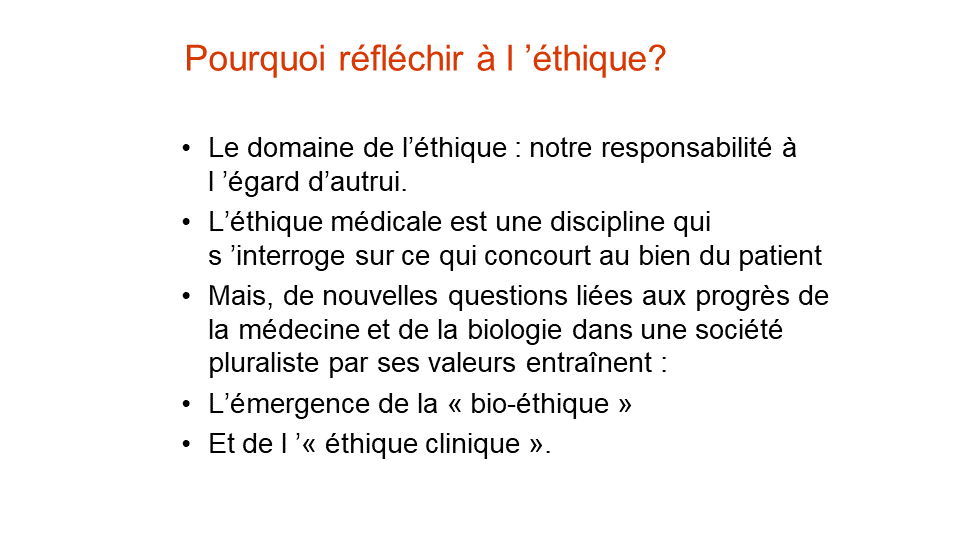 Pourquoi réfléchir à l ’éthique?
• Le domaine de l’éthique : notre responsabilité à
l ’égard d’autrui.
• L’éthique médicale est une discipline qui
s ’interroge sur ce qui concourt au bien du patient
• Mais, de nouvelles questions liées aux progrès de
la médecine et de la biologie dans une société
pluraliste par ses valeurs entraînent :
• L’émergence de la « bio-éthique »
• Et de l ’« éthique clinique ».